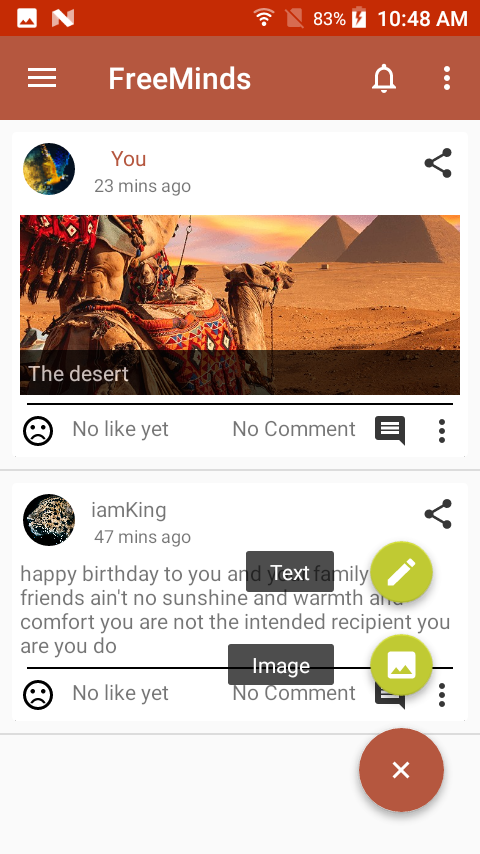 83% 10:48 AM
FreeMinds
You
23 mins ago
The desert
No like yet No Comment
iamKing
47 mins ago
happy birthday to you and your family
friends ain't no sunshine and warmth and
comfort you are not the intended recipient you
are you do
Text
Image
No like yet No Comment